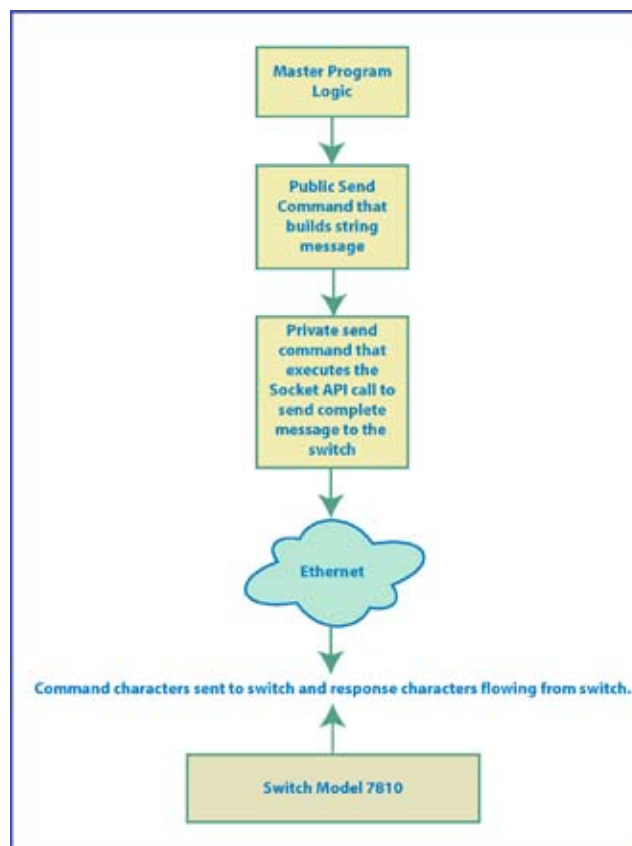 Master Program
Logic
Public Send
Command that
builds string
message
Private send
command that
executes the
Socket API call to
send complete
message to the
switch
Ethernet
Command characters sent to switch and response characters flowing from switch.
Switch Model 7810